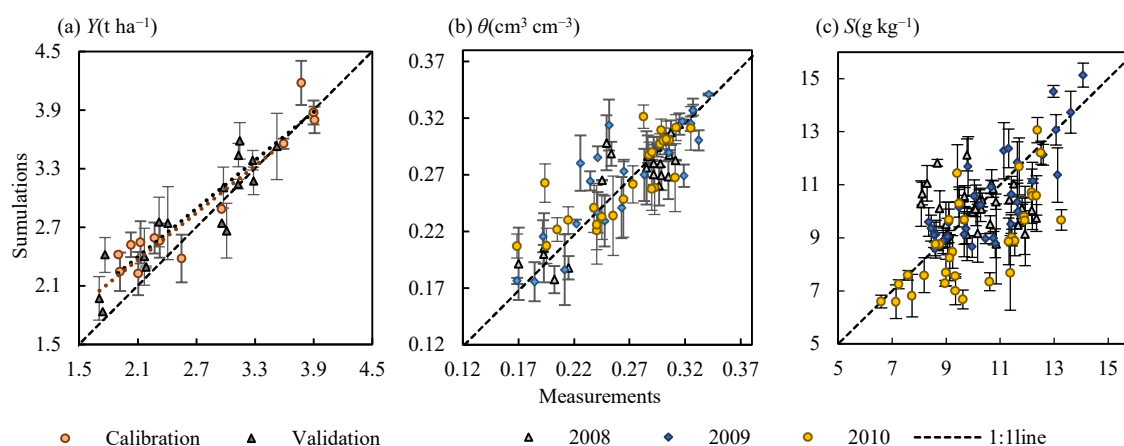 (a) Y(t ha⁻¹)
(b) θ(cm³ cm⁻³)
(c) S(g kg⁻¹)
Sumulations
4.5
3.9
3.3
2.7
2.1
1.5
1.5 2.1 2.7 3.3 3.9 4.5
0.37
0.32
0.27
0.22
0.17
0.12
0.12 0.17 0.22 0.27 0.32 0.37
15
13
11
9
7
5
5 7 9 11 13 15
Measurements
Calibration Validation 2008 2009 2010 1:1line